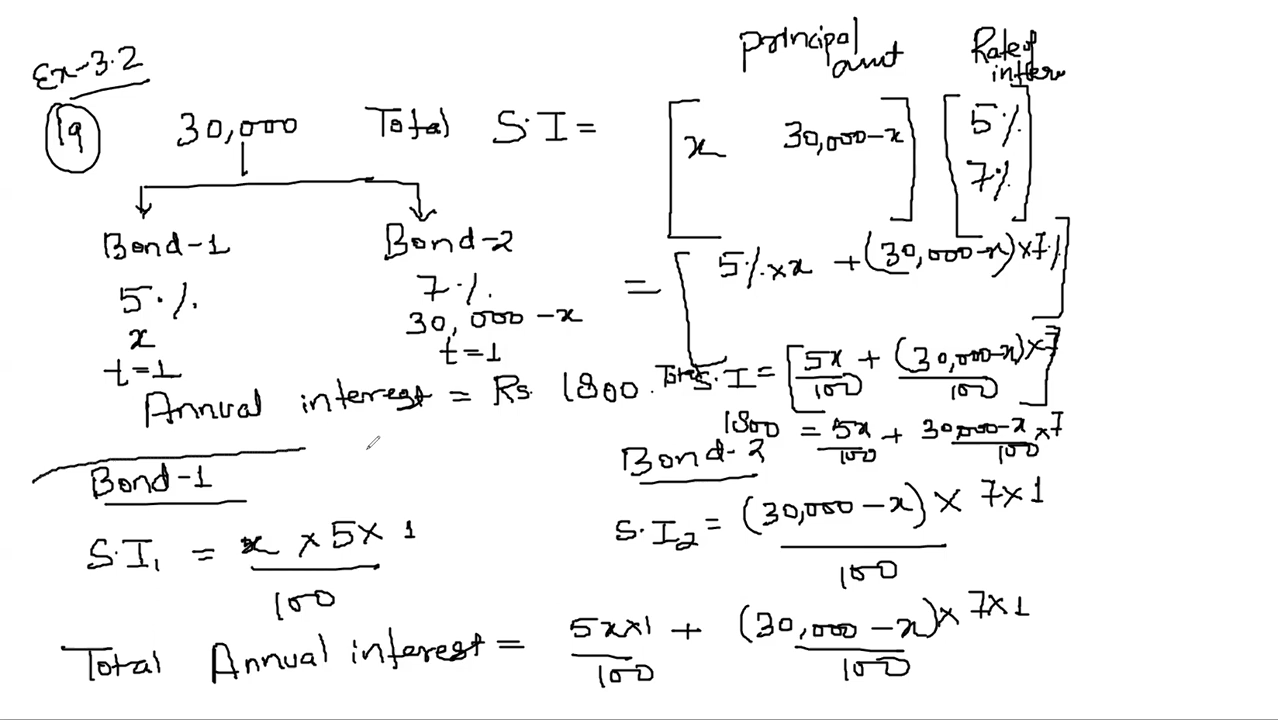 Ex-3.2
19 30,000 Total S.I =
Principal amt
Rate of
[x 30,000-x] [5% 7%]
Bond-1 Bond-2
5% 7%
x 30,000-x
t=1 t=1
= [5%×x + (30,000-x)×7%]
Annual interest = Rs. 1800.
Total S.I = [5x/100 + (30,000-x)×7/100]
1800 = 5x/100 + 30,000-x/100 ×7
Bond-1
S.I₁ = x×5×1/100
Bond-2
S.I₂ = (30,000-x)×7×1/100
Total Annual interest = 5x×1/100 + (30,000-x)×7×1/100